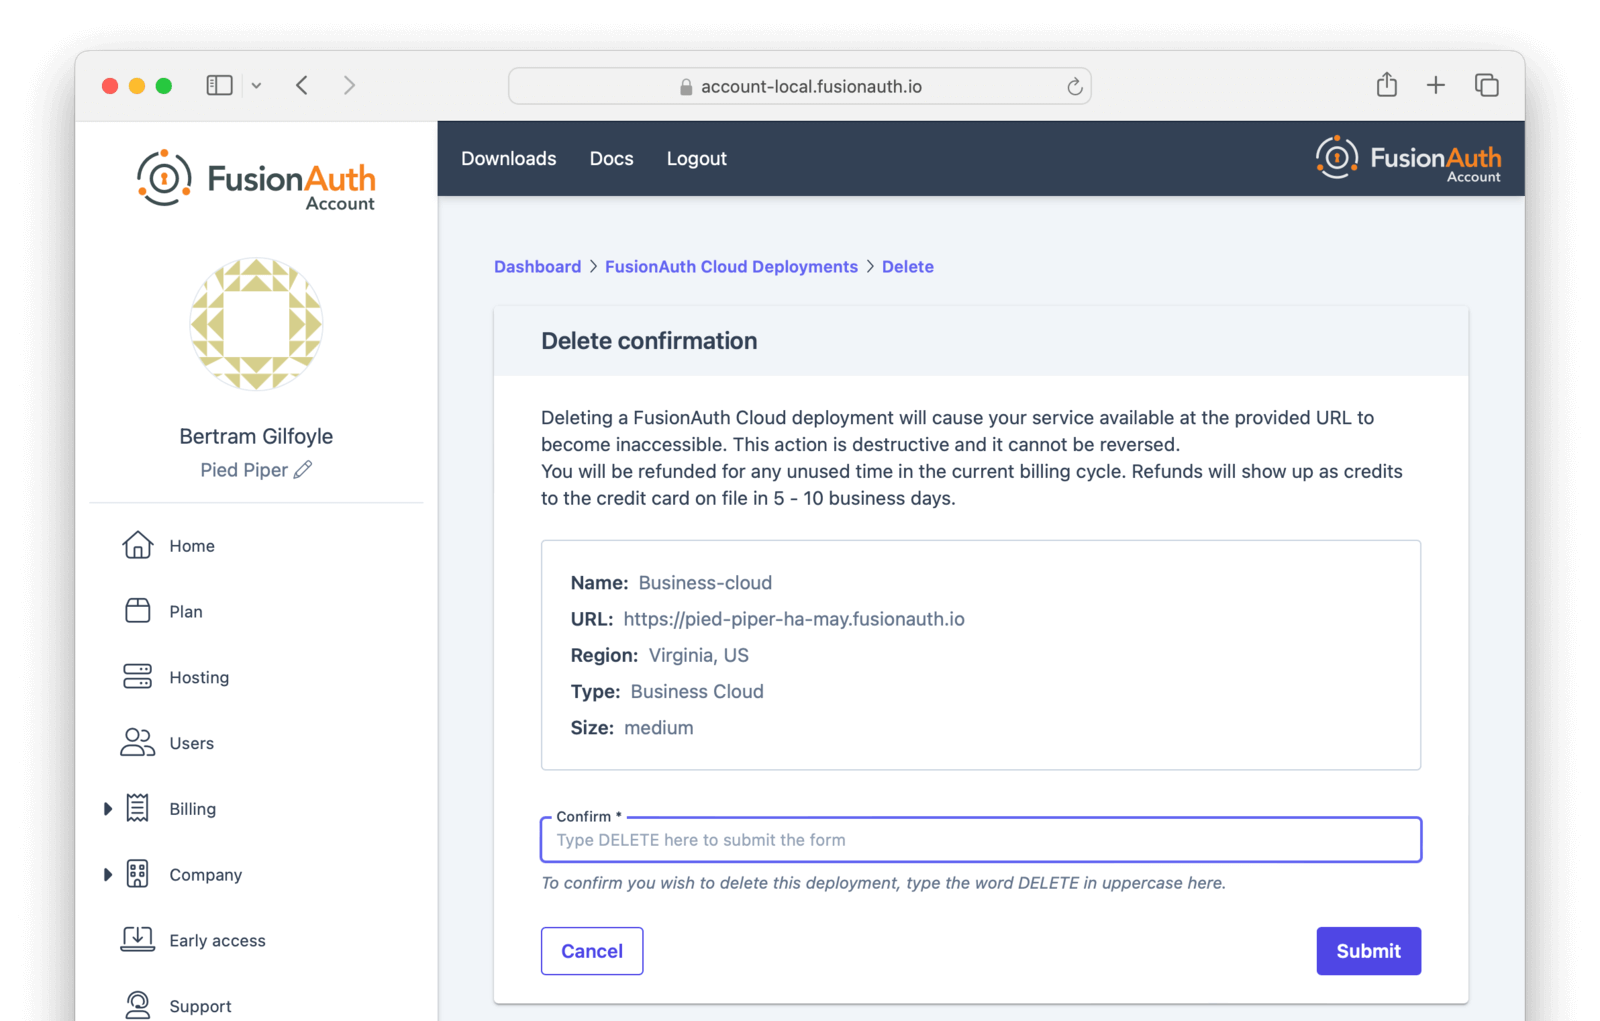 account-local.fusionauth.io
FusionAuth
Account
Downloads
Docs
Logout
FusionAuth
Account
Bertram Gilfoyle
Pied Piper
Home
Plan
Hosting
Users
Billing
Company
Early access
Support
Dashboard > FusionAuth Cloud Deployments > Delete
Delete confirmation
Deleting a FusionAuth Cloud deployment will cause your service available at the provided URL to
become inaccessible. This action is destructive and it cannot be reversed.
You will be refunded for any unused time in the current billing cycle. Refunds will show up as credits
to the credit card on file in 5 - 10 business days.
Name: Business-cloud
URL: https://pied-piper-ha-may.fusionauth.io
Region: Virginia, US
Type: Business Cloud
Size: medium
Confirm *
Type DELETE here to submit the form
To confirm you wish to delete this deployment, type the word DELETE in uppercase here.
Cancel
Submit